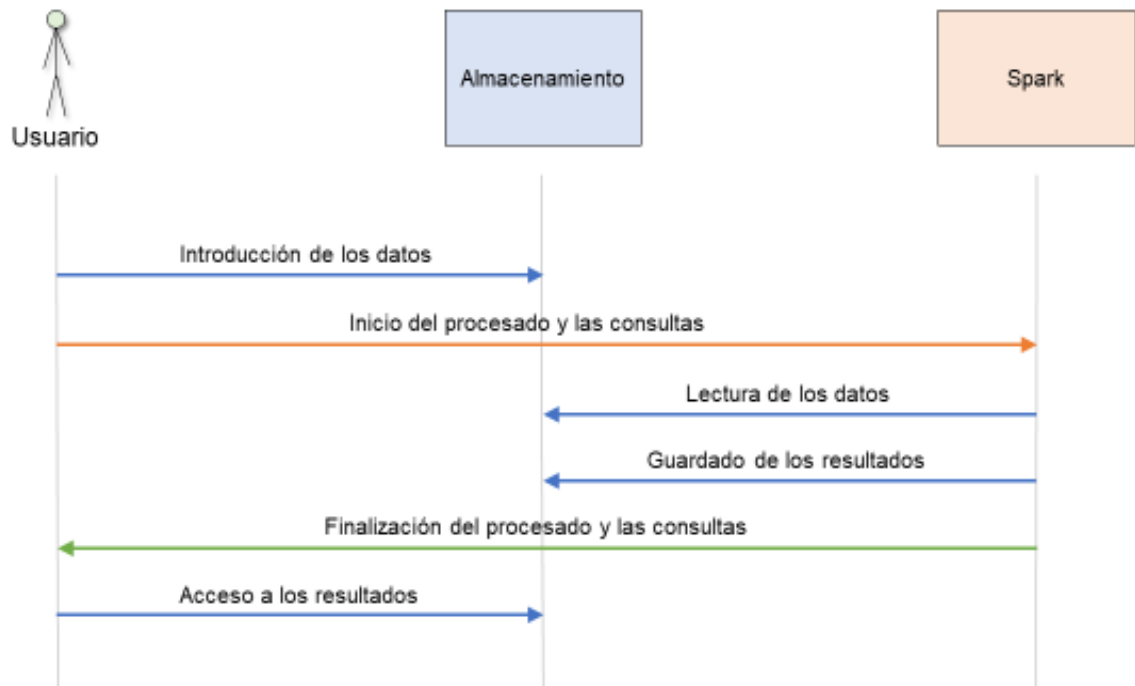 Almacenamiento
Spark
Usuario
Introducción de los datos
Inicio del procesado y las consultas
Lectura de los datos
Guardado de los resultados
Finalización del procesado y las consultas
Acceso a los resultados